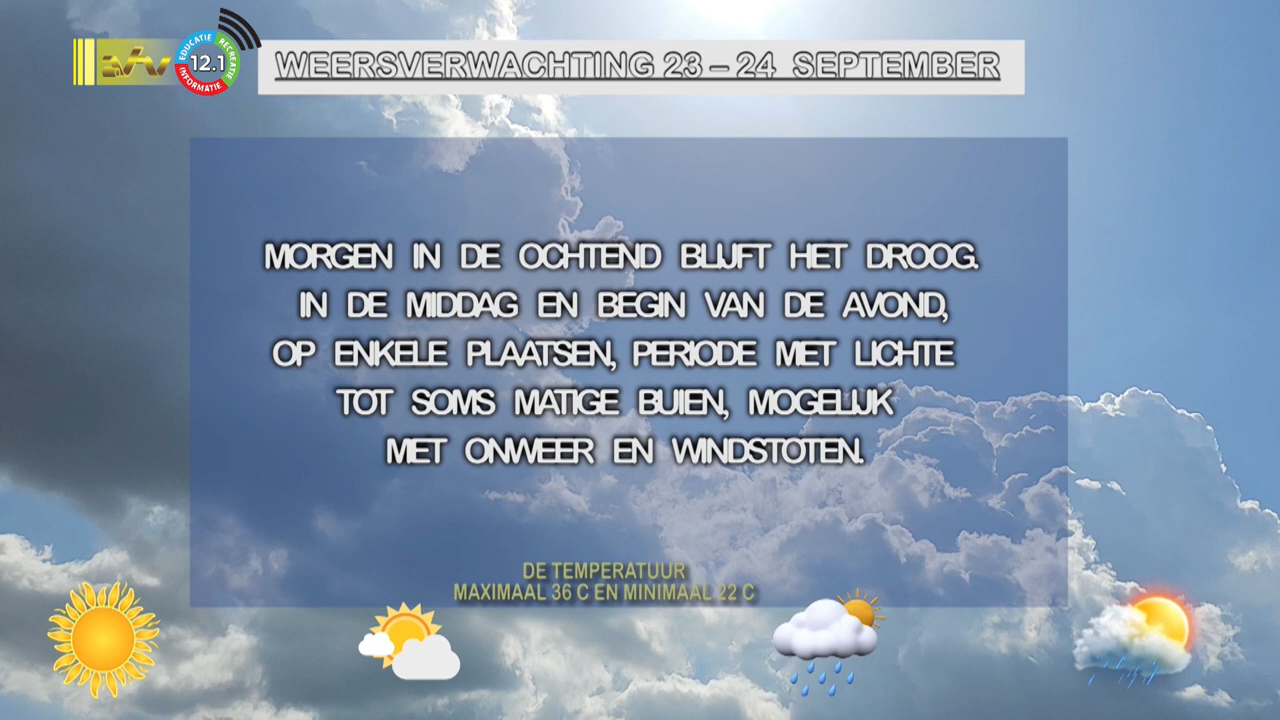 EDUCATIE
RECREATIE
12.1
INFORMATIE
WEERSVERWACHTING 23 – 24 SEPTEMBER
MORGEN IN DE OCHTEND BLIJFT HET DROOG.
IN DE MIDDAG EN BEGIN VAN DE AVOND,
OP ENKELE PLAATSEN, PERIODE MET LICHTE
TOT SOMS MATIGE BUIEN, MOGELIJK
MET ONWEER EN WINDSTOTEN.
DE TEMPERATUUR
MAXIMAAL 36 C EN MINIMAAL 22 C